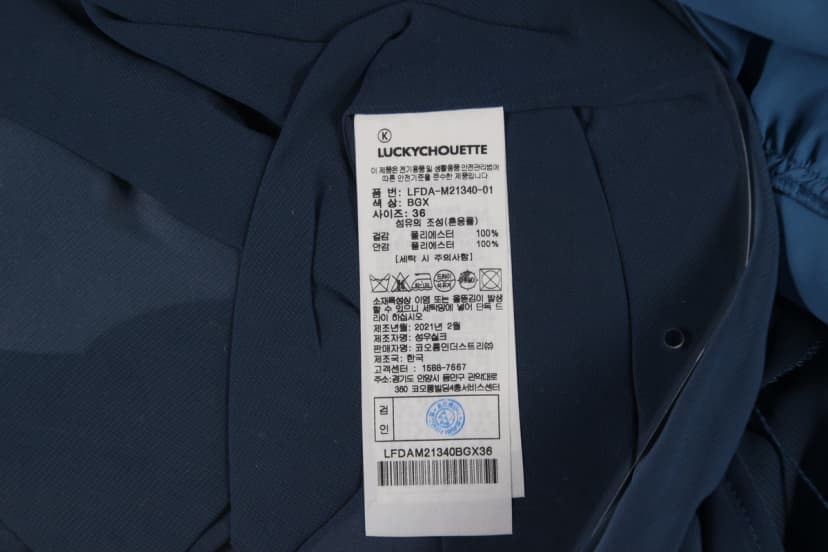 K
LUCKYCHOUETTE
이 제품은 전기용품 및 생활용품 안전관리법에
따른 안전기준을 준수한 제품입니다
품 번: LFDA-M21340-01
색 상: BGX
사이즈: 36
섬유의 조성(혼용률)
겉감 폴리에스터 100%
안감 폴리에스터 100%
[세탁 시 주의사항]
소재특성상 이염 또는 올뜯김이 발생
할 수 있으니 세탁망에 넣어 단독 드
라이 하십시오
제조년월: 2021년 2월
제조자명: 성우실크
판매자명: 코오롱인더스트리㈜
제조국: 한국
고객센터 : 1588-7667
주소:경기도 안양시 동안구 관악대로
360 코오롱빌딩4층서비스센터
검
인
LFDAM21340BGX36